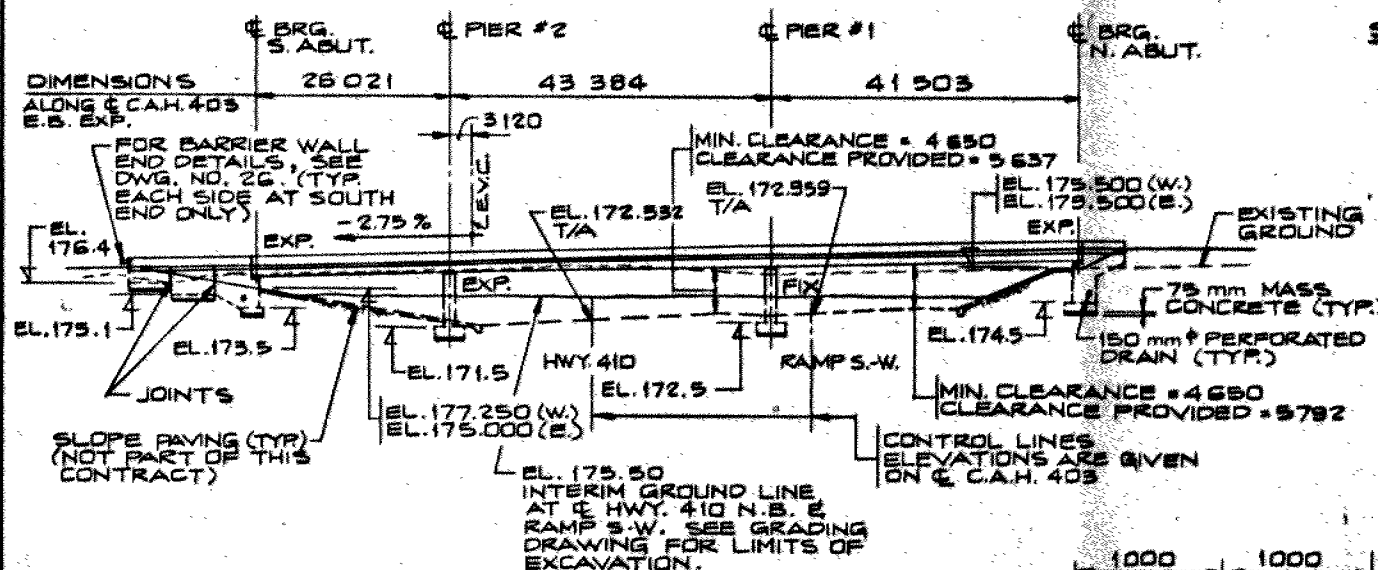 ℄ BRG.
S. ABUT.
℄ PIER #2
℄ PIER #1
℄ BRG.
N. ABUT.
DIMENSIONS
ALONG ℄ C.A.H. 403
E.B. EXP.
26 021
43 384
41 503
3120
L.E.V.C.
FOR BARRIER WALL
END DETAILS, SEE
DWG. NO. 26. (TYP.
EACH SIDE AT SOUTH
END ONLY)
-2.75 %
MIN. CLEARANCE = 4 650
CLEARANCE PROVIDED = 5 637
EL. 172.532
T/A
EL. 172.959
T/A
EL. 175.500 (W.)
EL. 175.500 (E.)
EXISTING
GROUND
EL.
176.4
EXP.
EXP.
EXP.
FIX
75 mm MASS
CONCRETE (TYP.)
150 mm φ PERFORATED
DRAIN (TYP.)
EL. 175.1
EL. 173.5
EL. 171.5
HWY. 410
EL. 172.5
RAMP S.-W.
EL. 174.5
JOINTS
EL. 177.250 (W.)
EL. 175.000 (E.)
MIN. CLEARANCE = 4 650
CLEARANCE PROVIDED = 5792
SLOPE PAVING (TYP.)
(NOT PART OF THIS
CONTRACT)
CONTROL LINES
ELEVATIONS ARE GIVEN
ON ℄ C.A.H. 403
EL. 175.50
INTERIM GROUND LINE
AT ℄ HWY. 410 N.B. &
RAMP S-W. SEE GRADING
DRAWING FOR LIMITS OF
EXCAVATION.
1000
1000